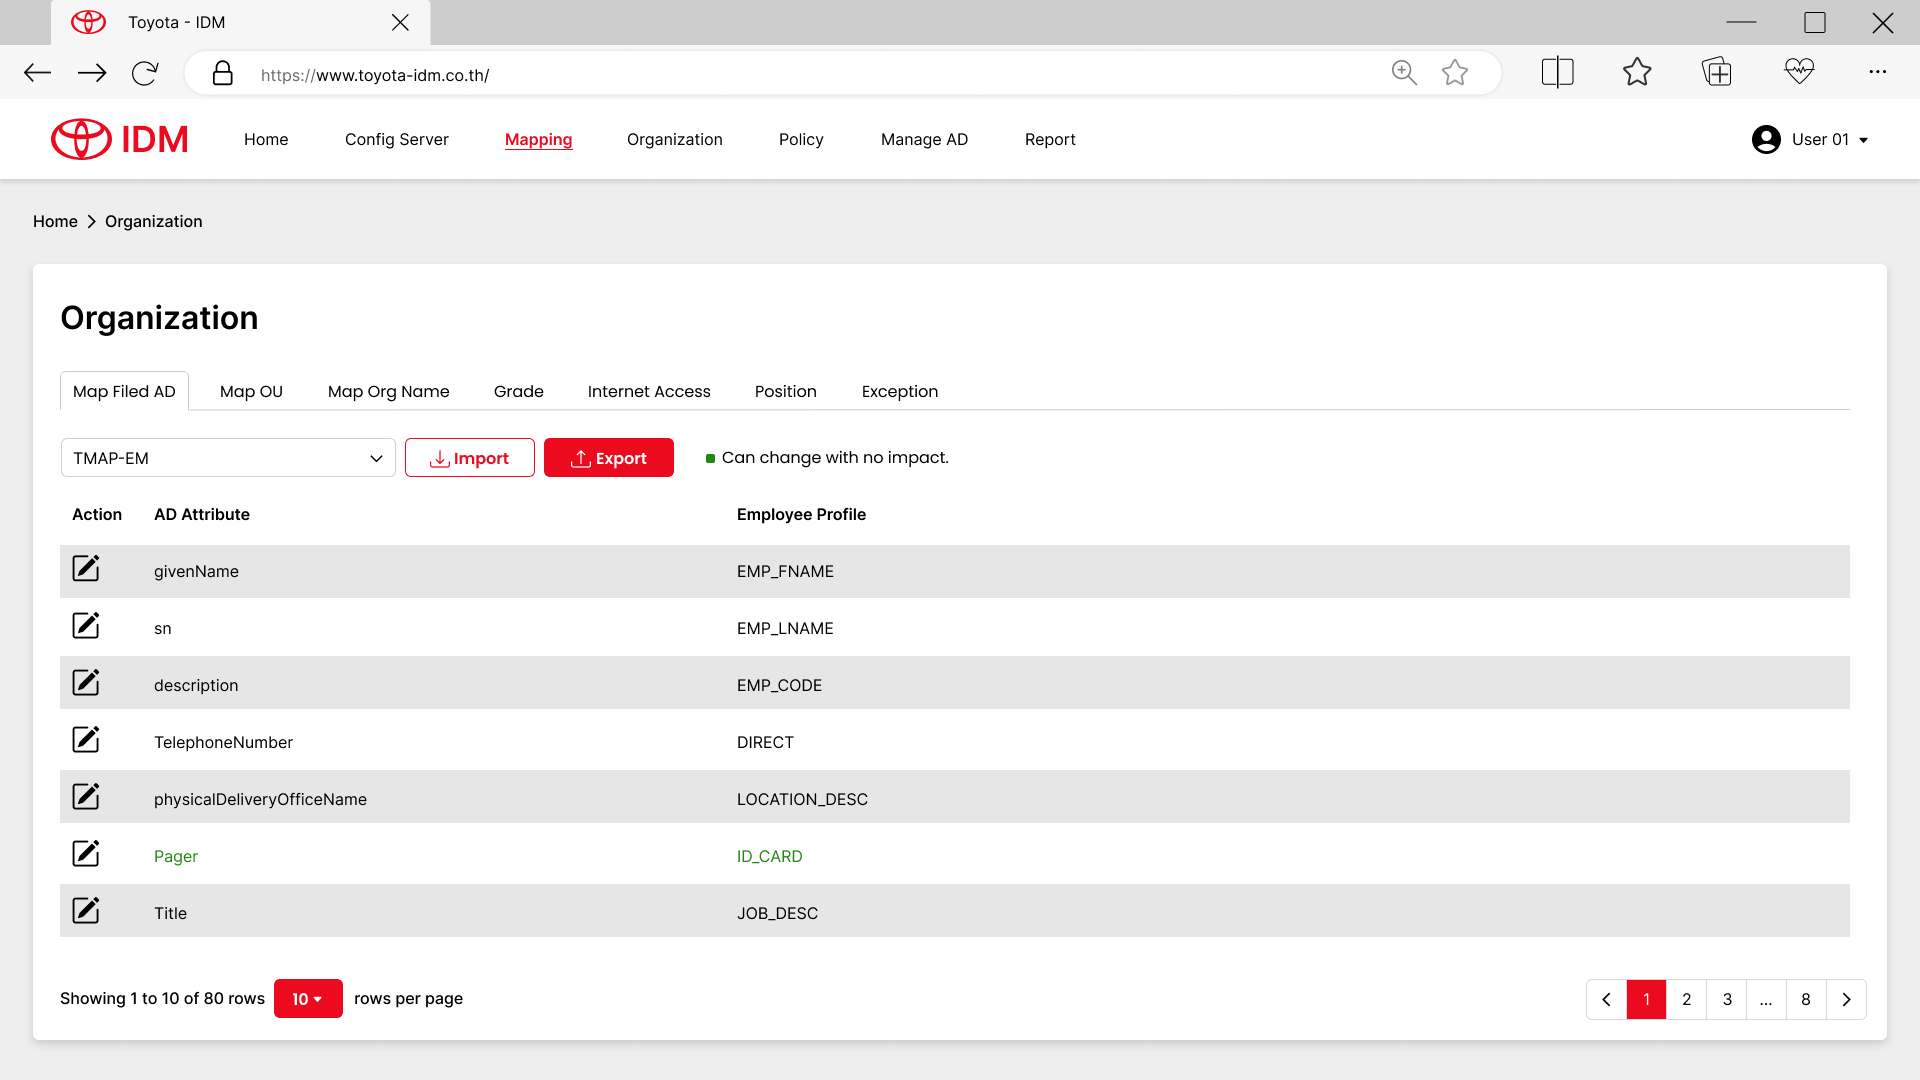 Toyota - IDM
https://www.toyota-idm.co.th/
IDM Home Config Server Mapping Organization Policy Manage AD Report User 01
Home > Organization
Organization
Map Filed AD Map OU Map Org Name Grade Internet Access Position Exception
TMAP-EM Import Export Can change with no impact.
Action AD Attribute Employee Profile
givenName EMP_FNAME
sn EMP_LNAME
description EMP_CODE
TelephoneNumber DIRECT
physicalDeliveryOfficeName LOCATION_DESC
Pager ID_CARD
Title JOB_DESC
Showing 1 to 10 of 80 rows 10 rows per page 1 2 3 ... 8